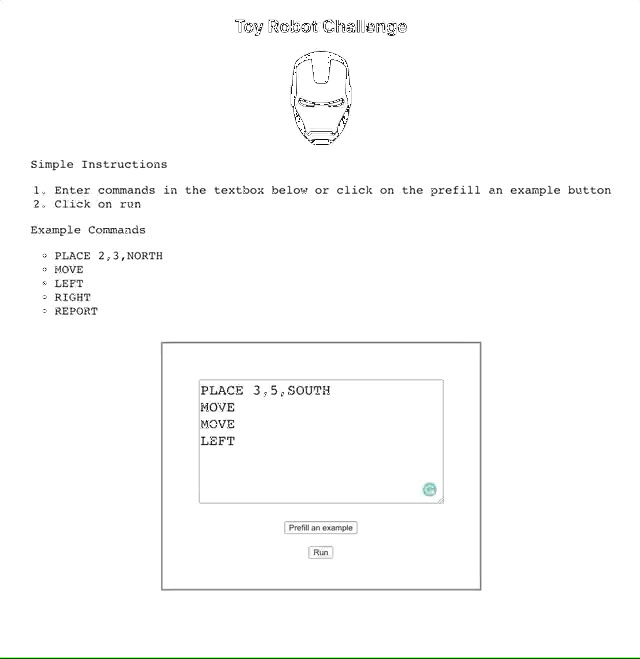 Toy Robot Challenge
Simple Instructions
1. Enter commands in the textbox below or click on the prefill an example button
2. Click on run
Example Commands
PLACE 2,3,NORTH
MOVE
LEFT
RIGHT
REPORT
PLACE 3,5,SOUTH
MOVE
MOVE
LEFT
Prefill an example
Run